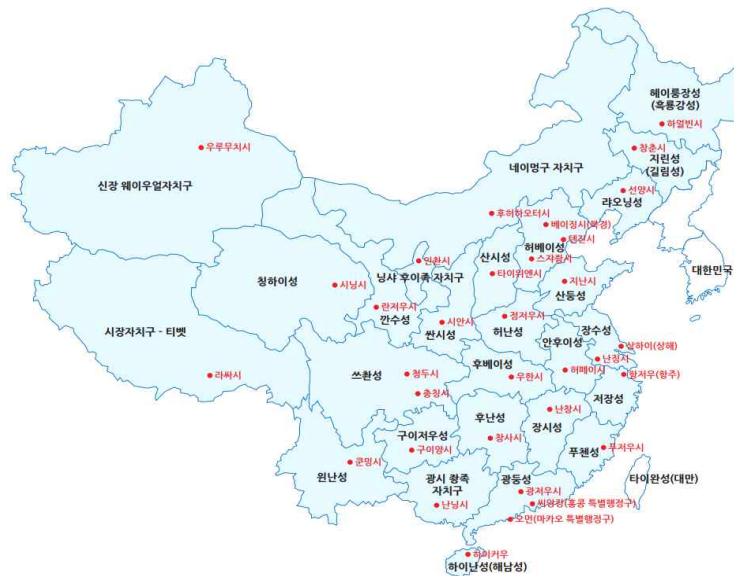 헤이룽장성
(흑룡강성)
하얼빈시
창춘시
지린성
(길림성)
우루무치시
신장 웨이우얼자치구
네이멍구 자치구
선양시
랴오닝성
후허하오터시
베이징시(북경)
텐진시
허베이성
스자좡시
산시성
타이위엔시
인촨시
닝샤 후이족 자치구
대한민국
칭하이성
시닝시
지난시
산둥성
란저우시
깐수성
시안시
싼시성
정저우시
허난성
장수성
안후이성
상하이(상해)
난징시
허페이시
항저우(항주)
시장자치구 - 티벳
라싸시
쓰촨성
청두시
충칭시
후베이성
우한시
저장성
후난성
창사시
난창시
장시성
구이저우성
구이양시
쿤밍시
윈난성
푸저우시
푸첸성
광시 좡족
자치구
난닝시
광둥성
광저우시
씨앙강(홍콩 특별행정구)
오먼(마카오 특별행정구)
타이완성(대만)
하이커우
하이난성(해남성)